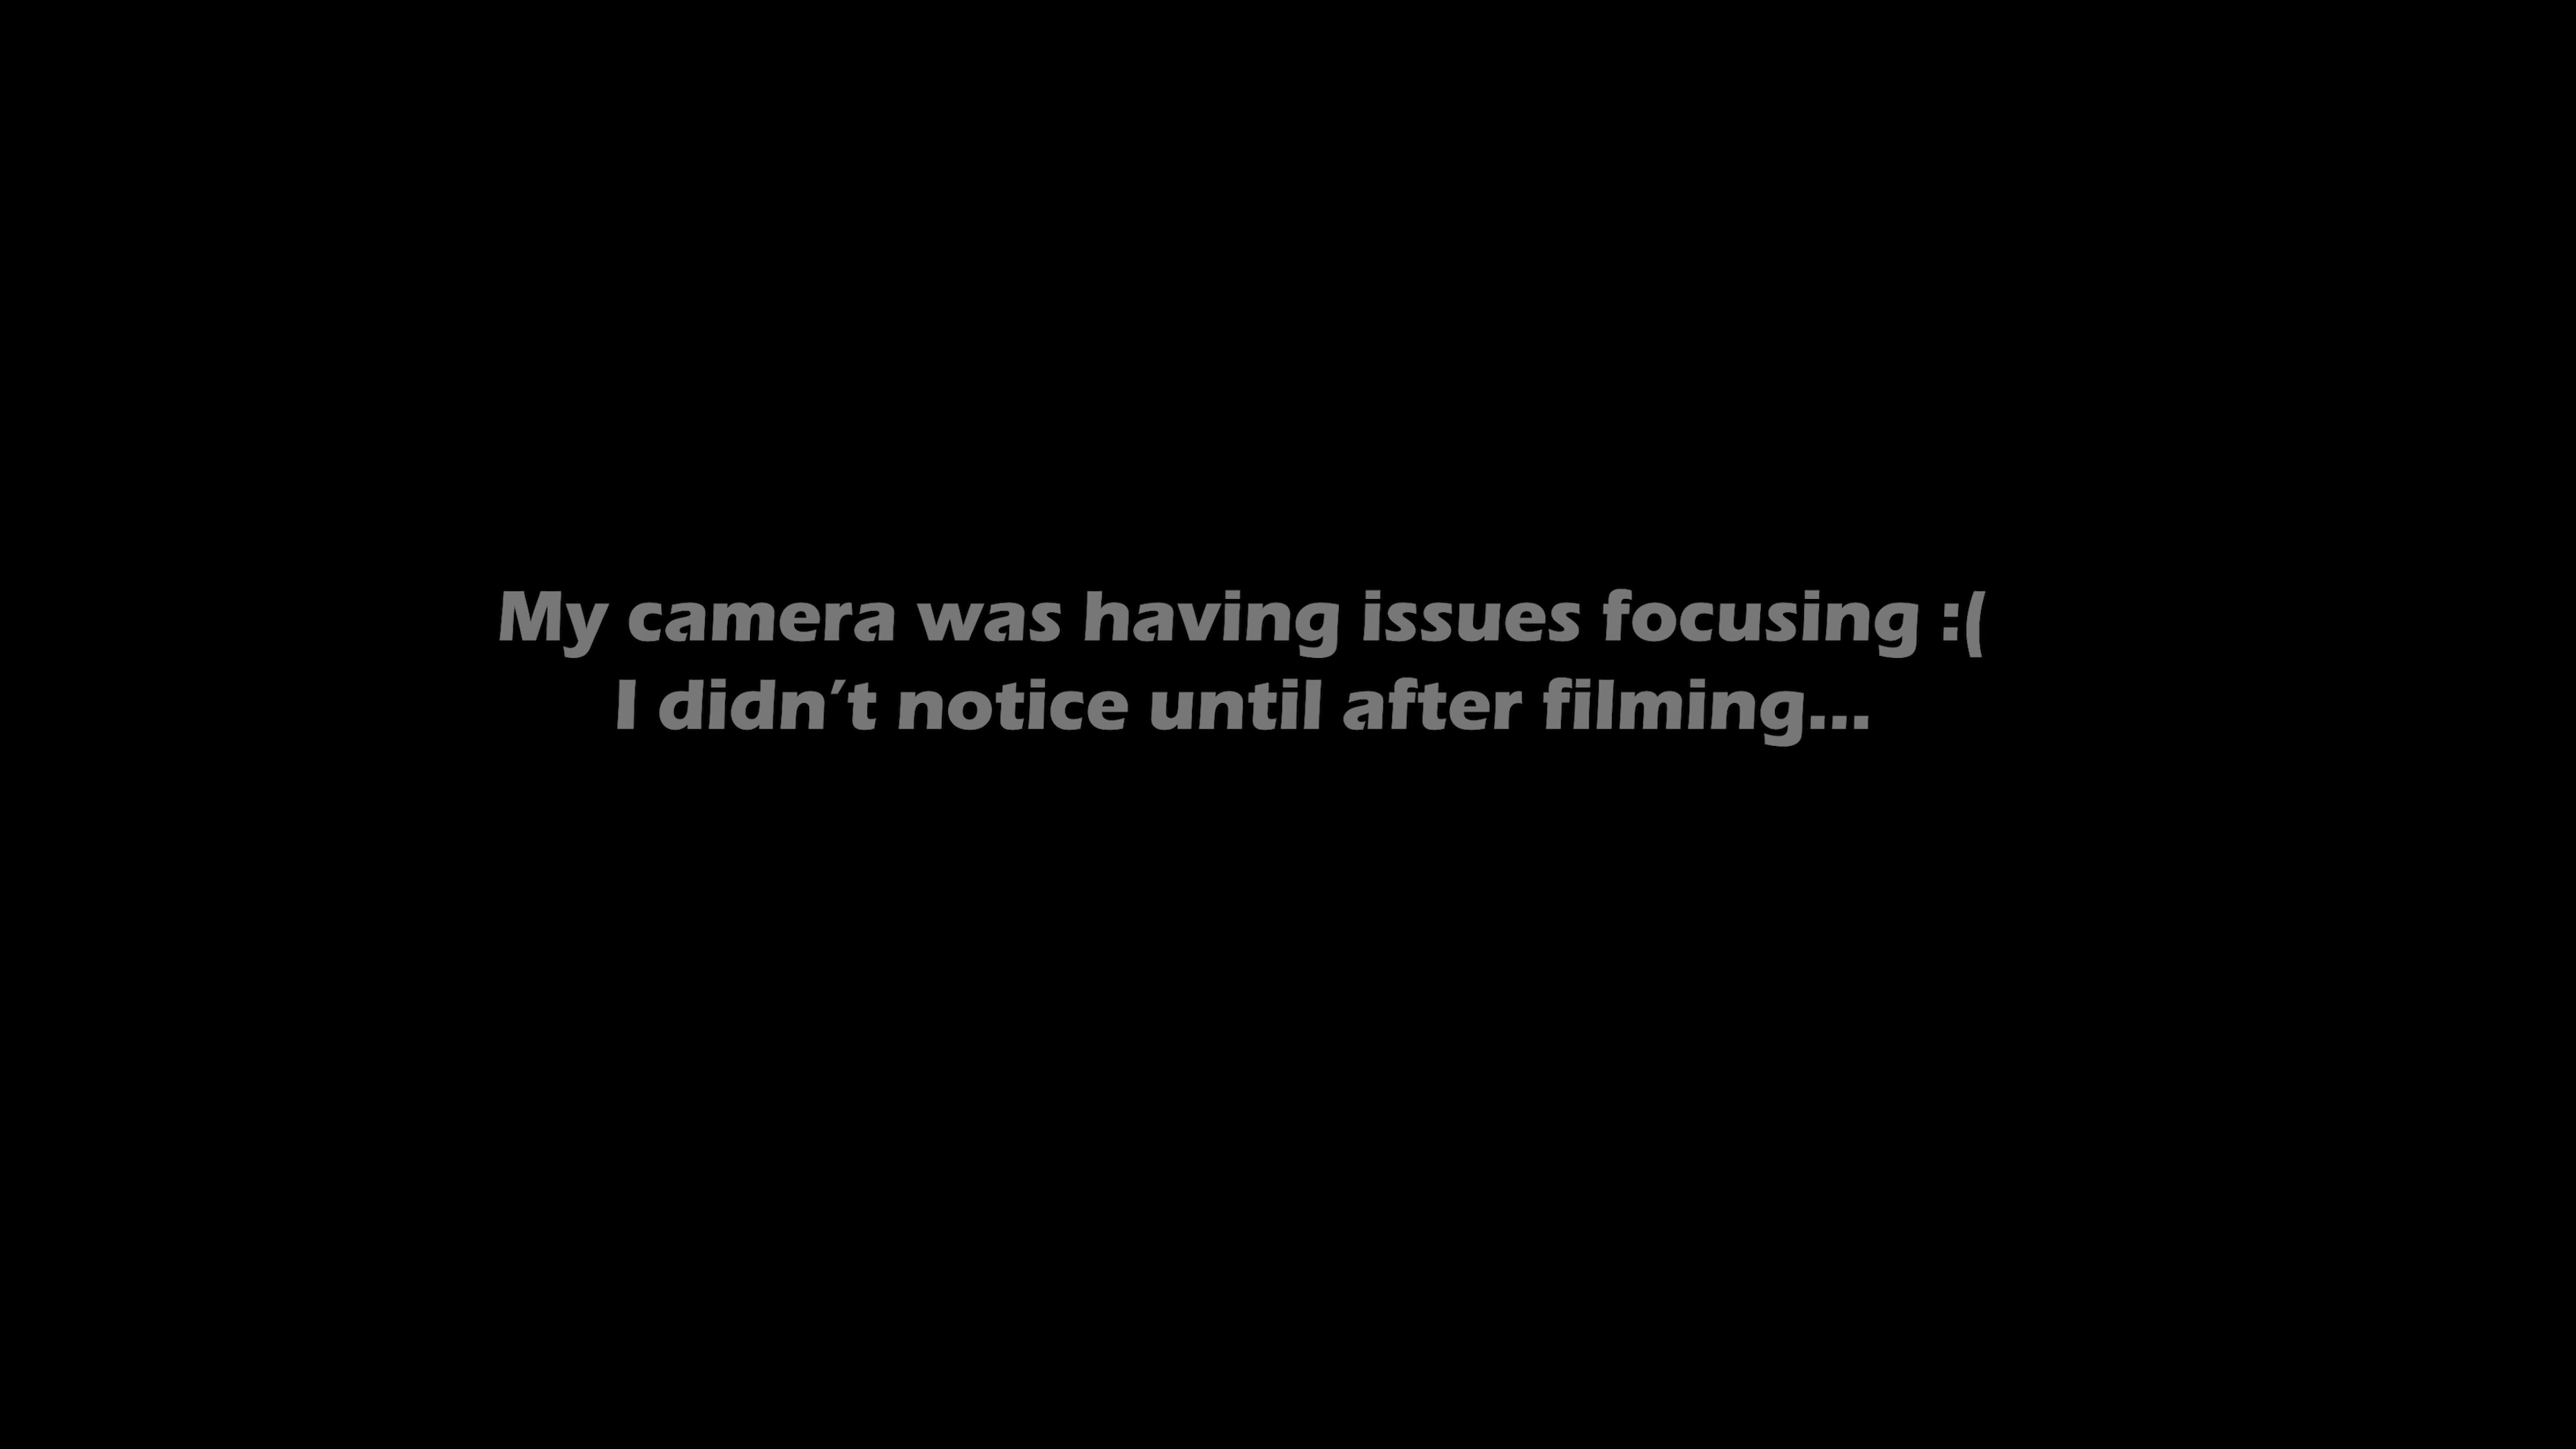 My camera was having issues focusing :(
I didn’t notice until after filming...